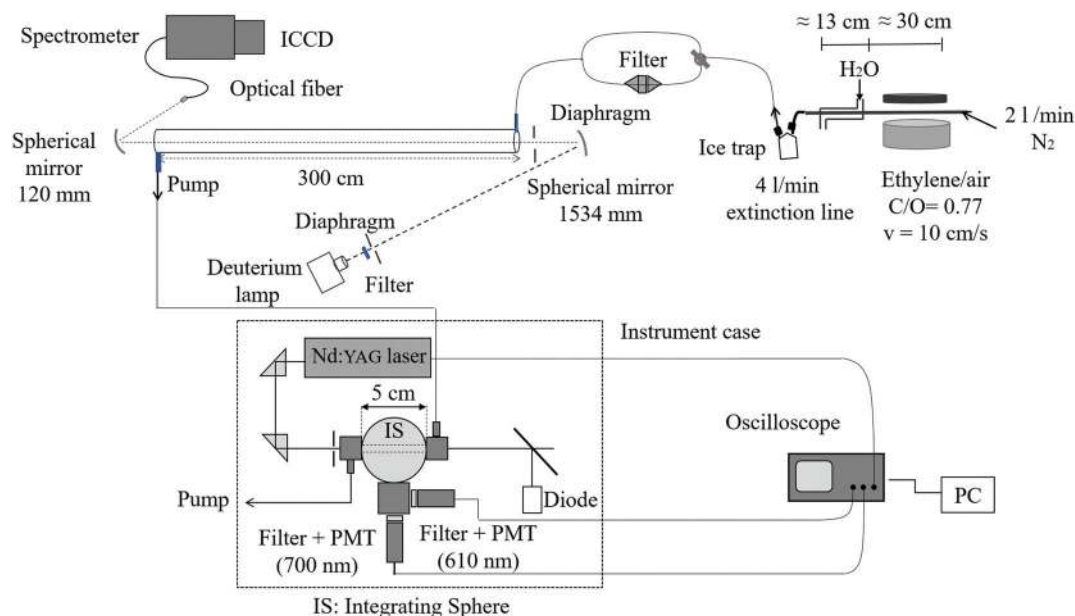 Spectrometer
ICCD
Optical fiber
Spherical
mirror
120 mm
Pump
300 cm
Diaphragm
Deuterium
lamp
Filter
Filter
Diaphragm
Spherical mirror
1534 mm
≈ 13 cm
≈ 30 cm
H2O
2 l/min
N2
Ice trap
4 l/min
extinction line
Ethylene/air
C/O= 0.77
v = 10 cm/s
Instrument case
Nd:YAG laser
5 cm
IS
Pump
Diode
Filter + PMT
(700 nm)
Filter + PMT
(610 nm)
Oscilloscope
PC
IS: Integrating Sphere